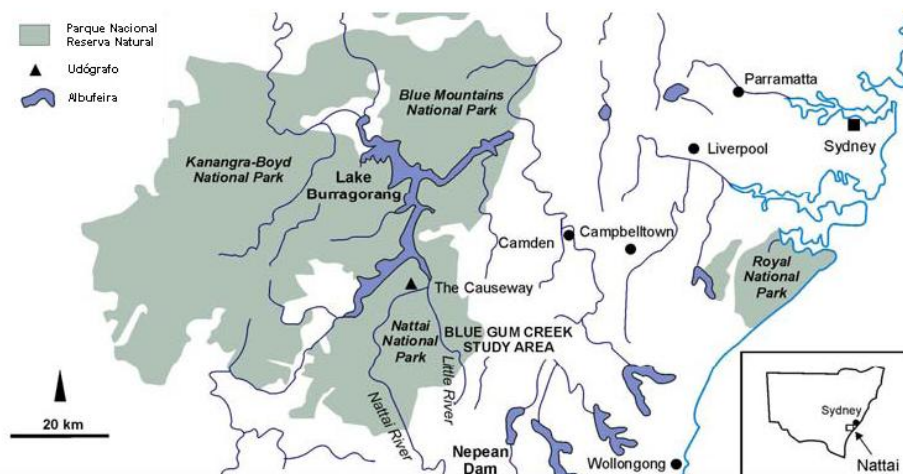 Parque Nacional
Reserva Natural
Udógrafo
Albufeira
Blue Mountains
National Park
Parramatta
Sydney
Liverpool
Kanangra-Boyd
National Park
Lake
Burragorang
Camden
Campbelltown
Royal
National
Park
The Causeway
Nattai
National
Park
BLUE GUM CREEK
STUDY AREA
Little River
Nattai River
20 km
Nepean
Dam
Wollongong
Sydney
Nattai